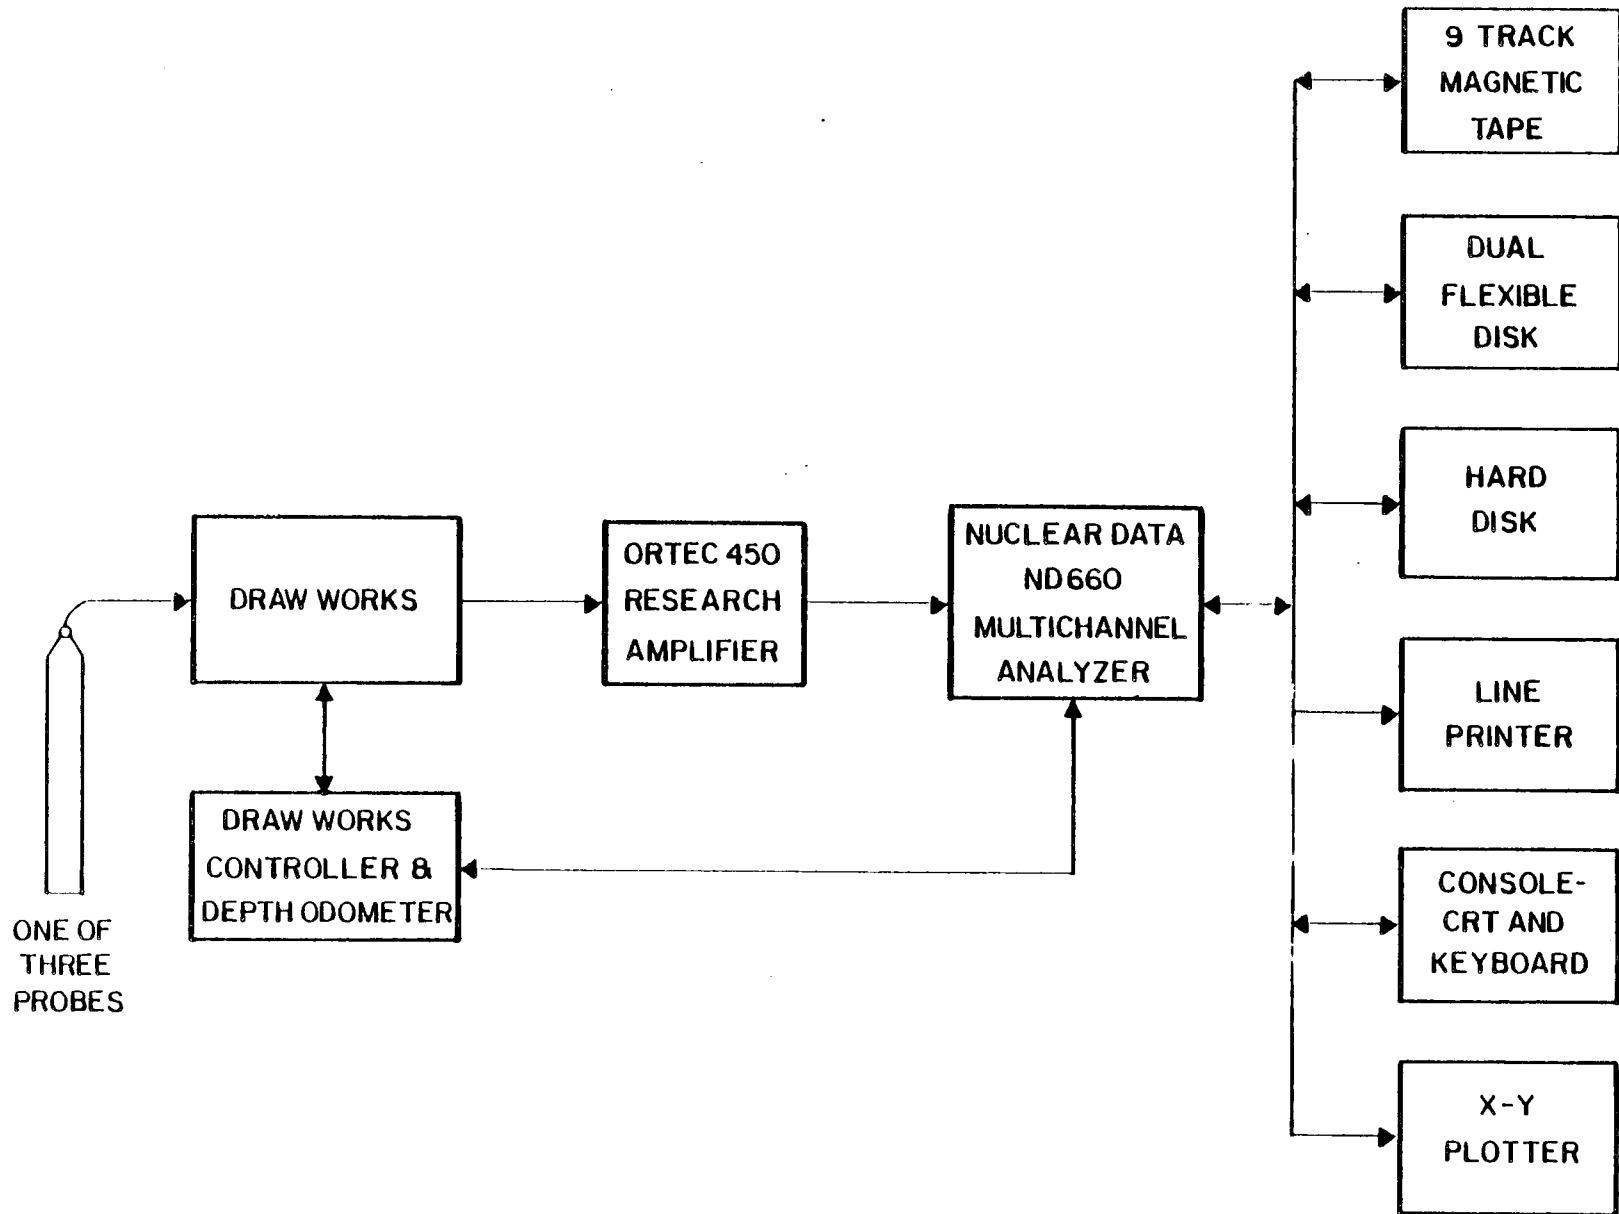 ONE OF
THREE
PROBES
DRAW WORKS
DRAW WORKS
CONTROLLER &
DEPTH ODOMETER
ORTEC 450
RESEARCH
AMPLIFIER
NUCLEAR DATA
ND660
MULTICHANNEL
ANALYZER
9 TRACK
MAGNETIC
TAPE
DUAL
FLEXIBLE
DISK
HARD
DISK
LINE
PRINTER
CONSOLE-
CRT AND
KEYBOARD
X-Y
PLOTTER